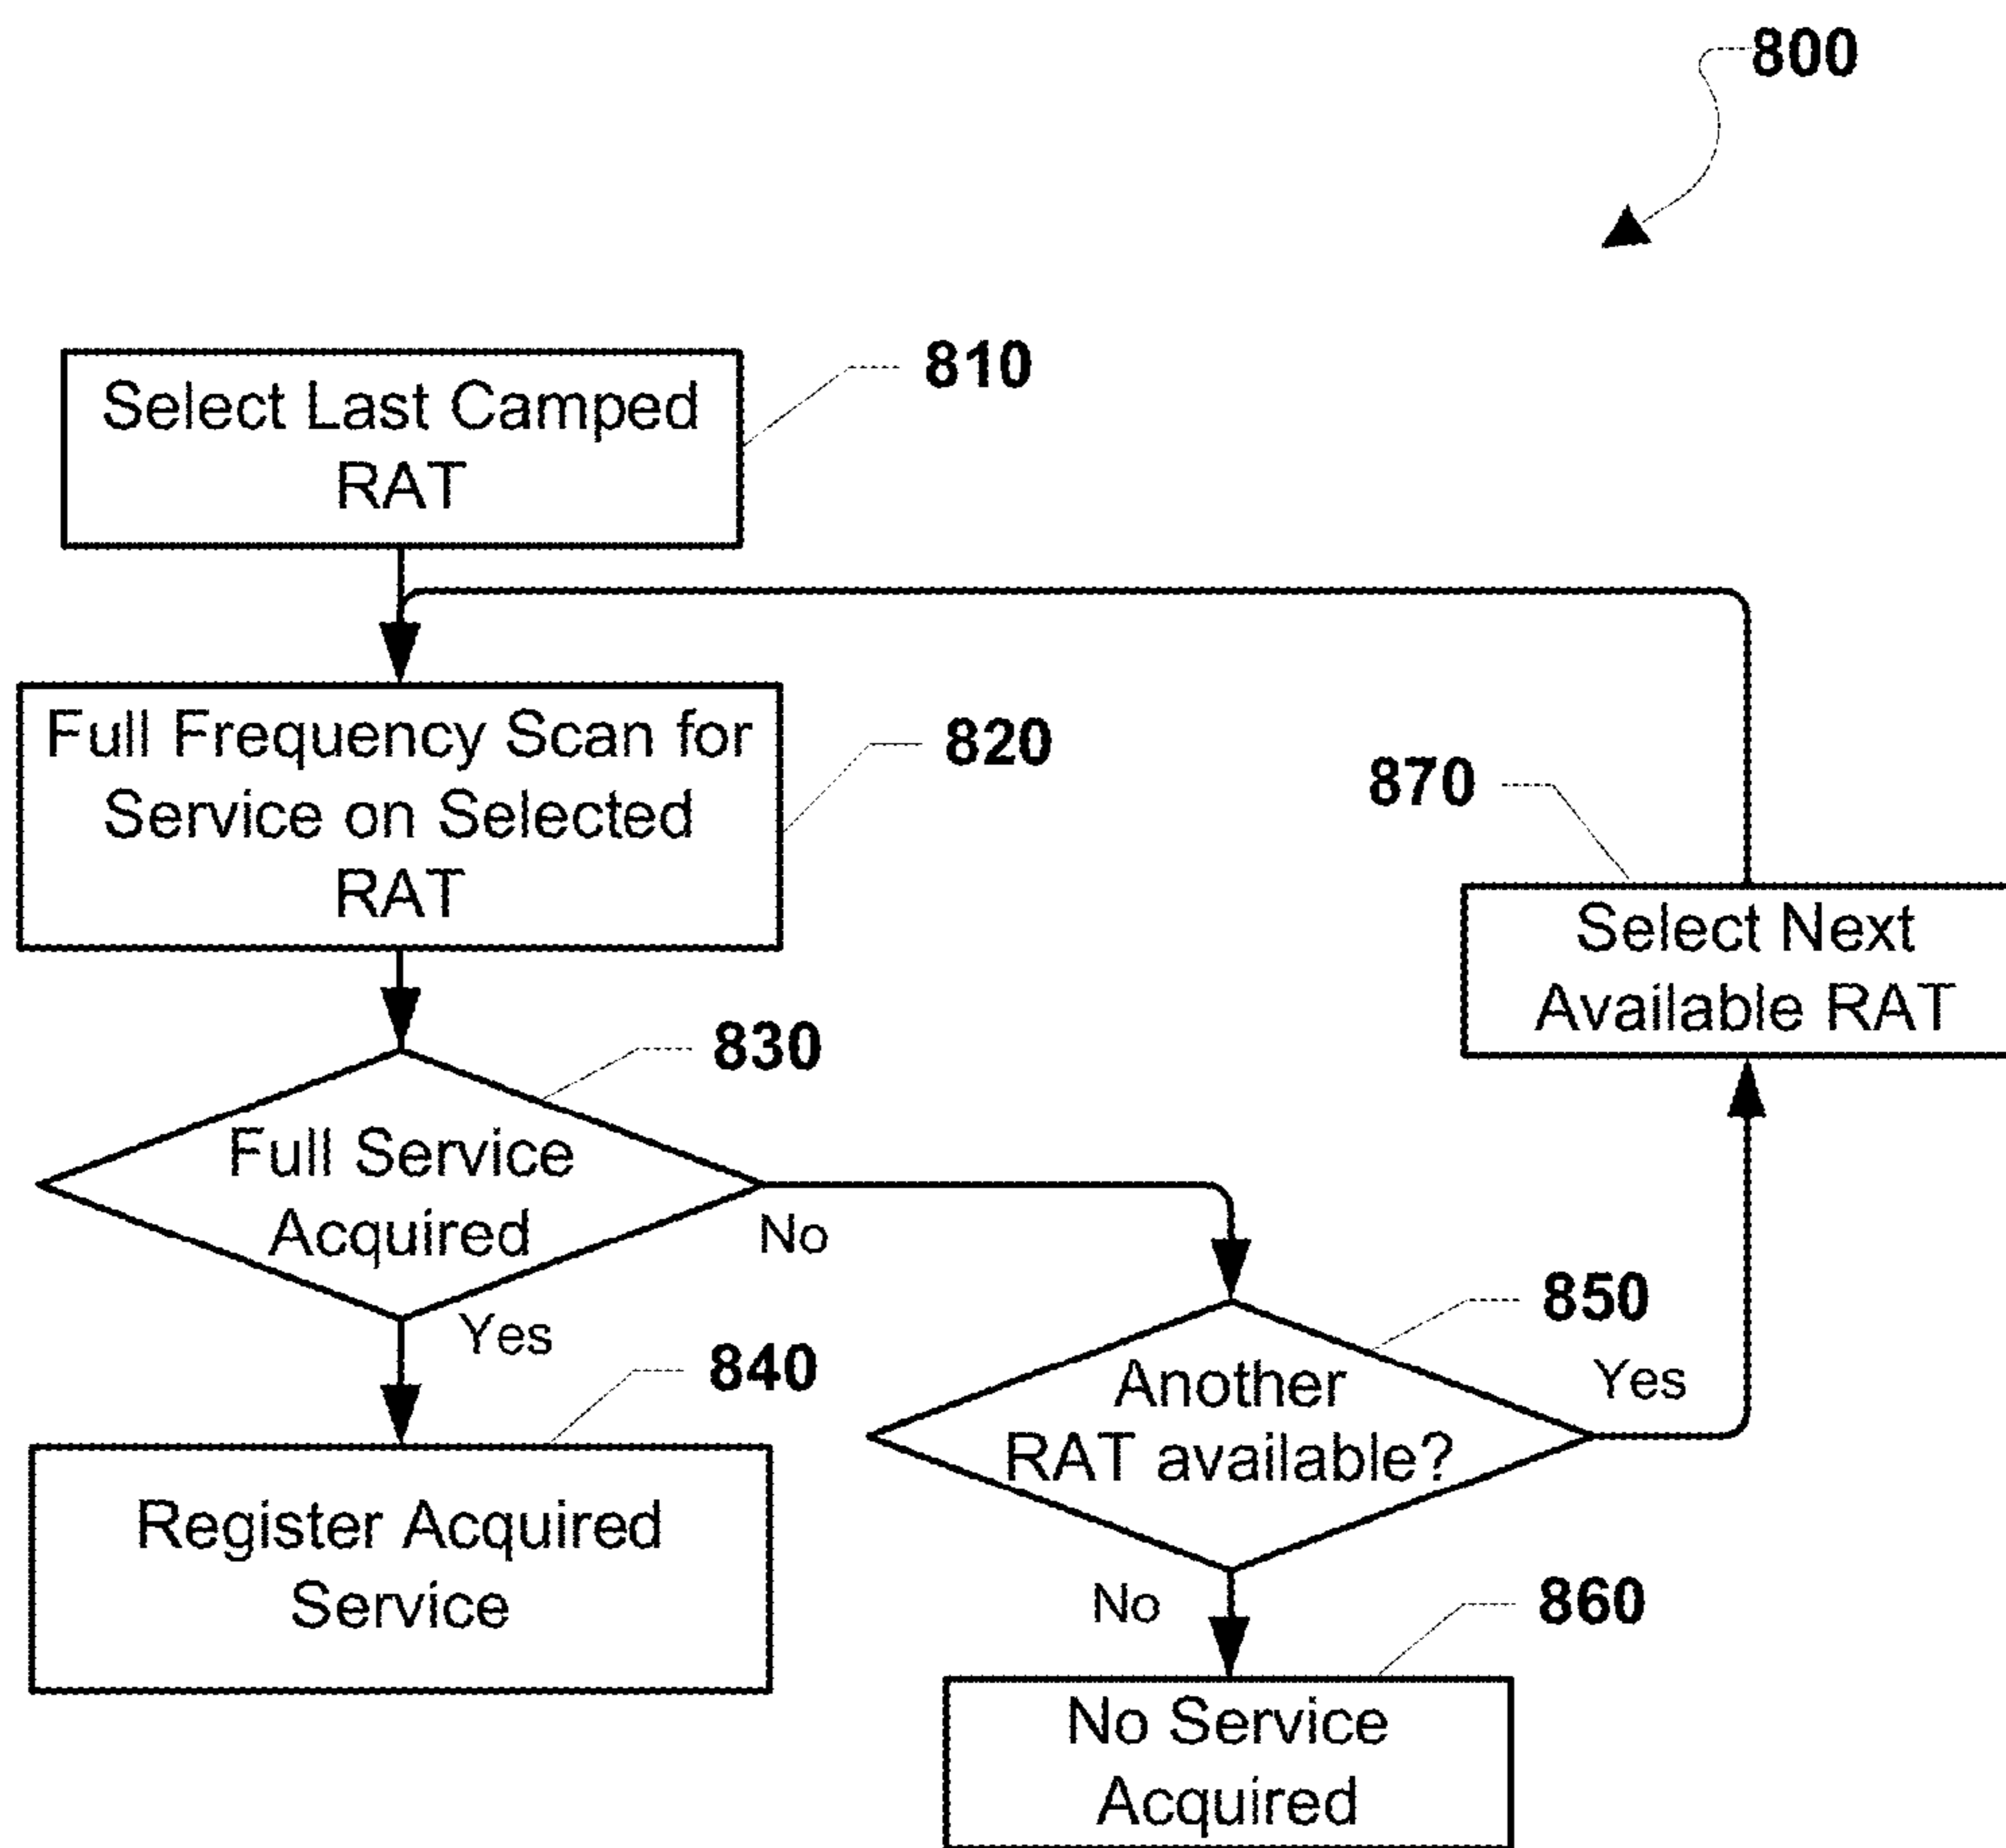 800
Select Last Camped
RAT
810
Full Frequency Scan for
Service on Selected
RAT
820
870
Select Next
Available RAT
830
Full Service
Acquired
No
Yes
840
Register Acquired
Service
850
Another
RAT available?
Yes
No
860
No Service
Acquired